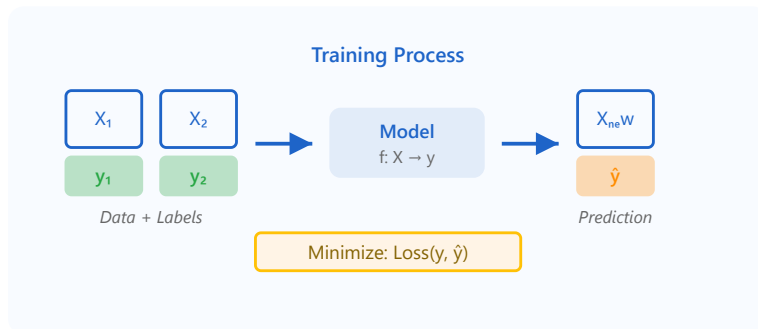 Training Process
X₁ X₂
Model
f: X → y
Xₙₑw
y₁ y₂
ŷ
Data + Labels
Prediction
Minimize: Loss(y, ŷ)